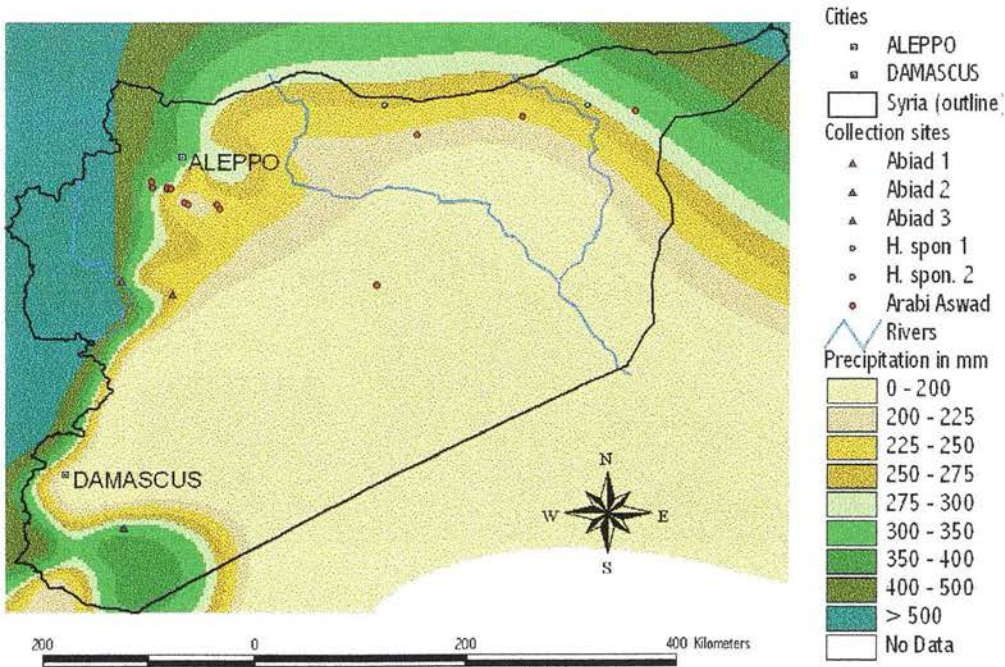 ALEPPO
DAMASCUS
N
W E
S
200 0 200 400 Kilometers
Cities
ALEPPO
DAMASCUS
Syria (outline)
Collection sites
Abiad 1
Abiad 2
Abiad 3
H. spon 1
H. spon. 2
Arabi Aswad
Rivers
Precipitation in mm
0 - 200
200 - 225
225 - 250
250 - 275
275 - 300
300 - 350
350 - 400
400 - 500
> 500
No Data